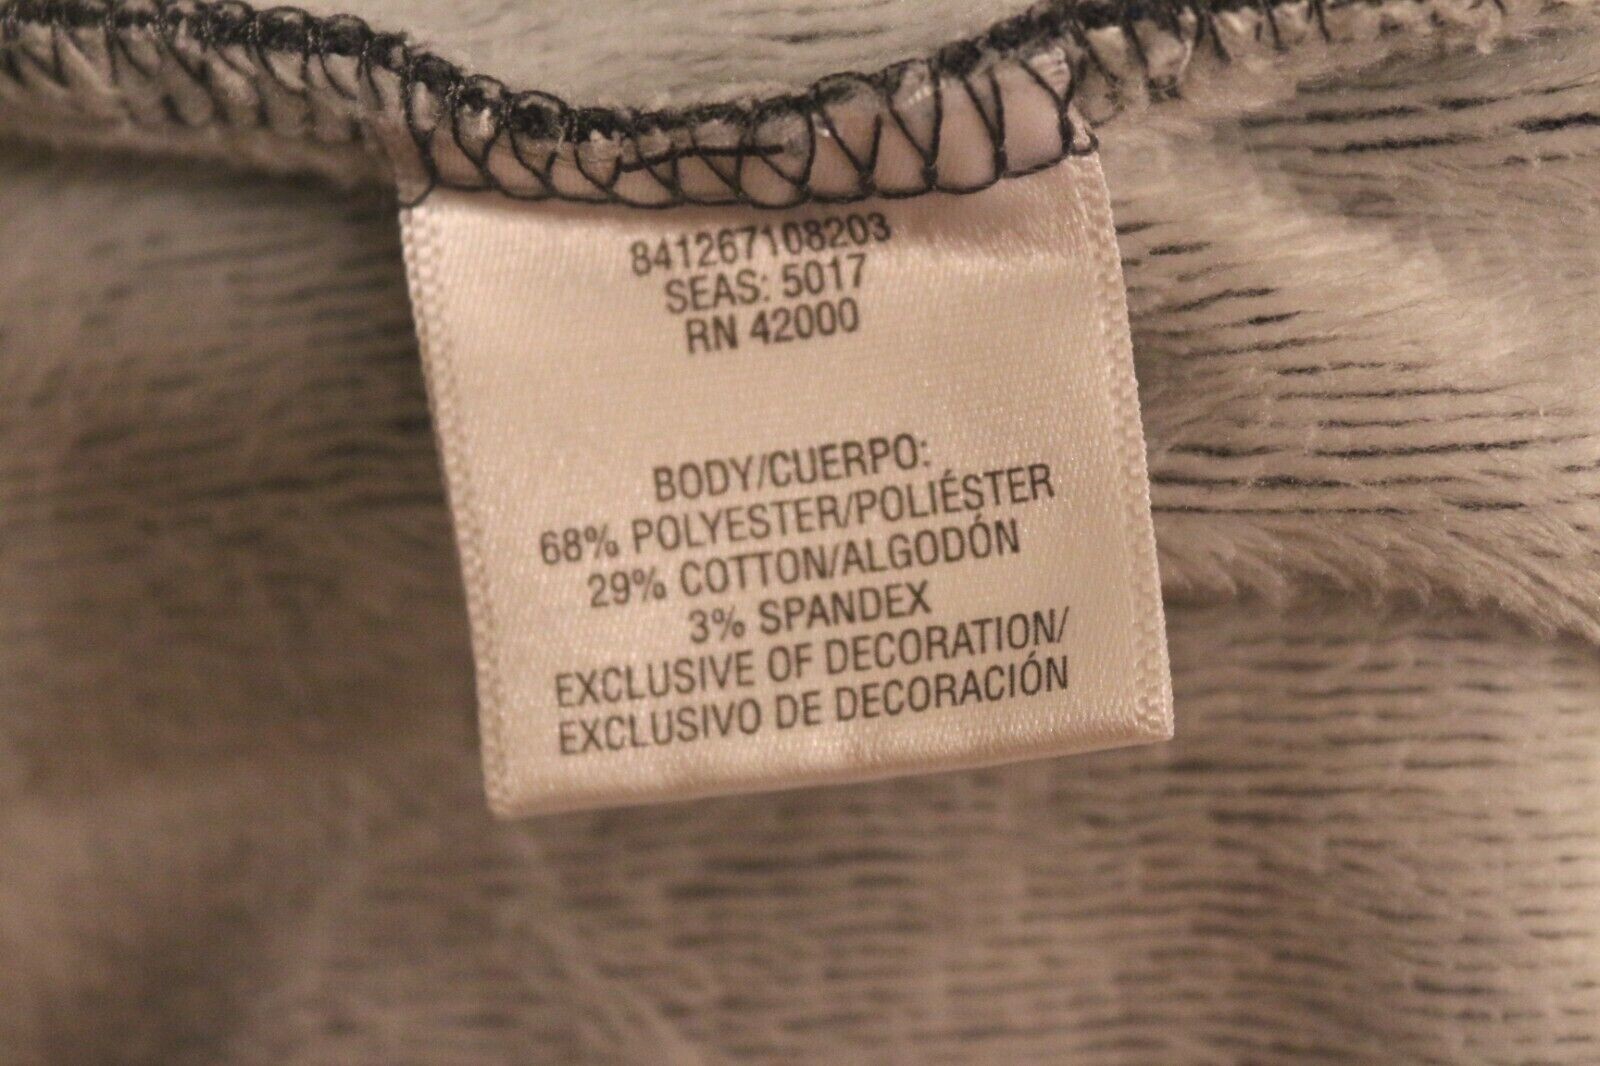 841267108203
SEAS: 5017
RN 42000
BODY/CUERPO:
68% POLYESTER/POLIÉSTER
29% COTTON/ALGODÓN
3% SPANDEX
EXCLUSIVE OF DECORATION/
EXCLUSIVO DE DECORACIÓN